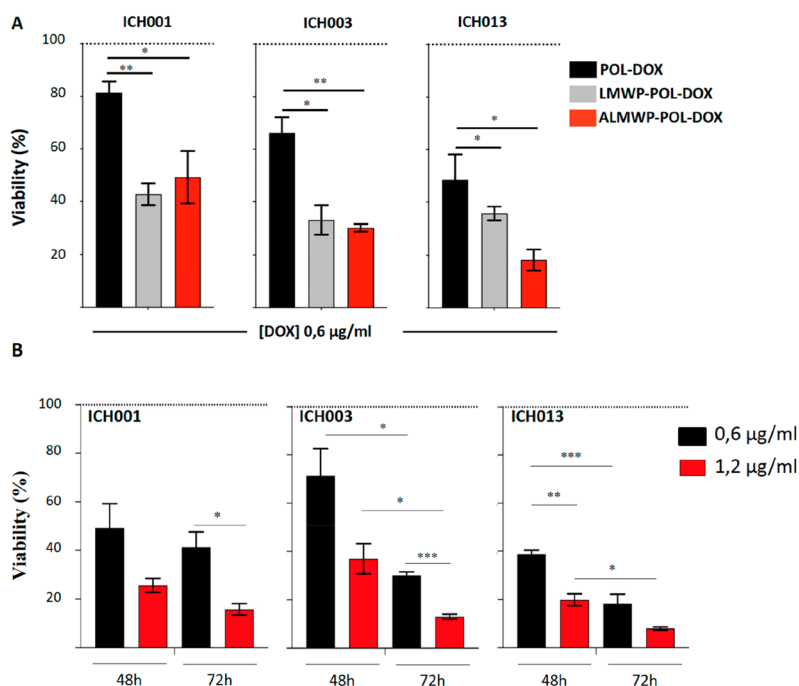 A
ICH001
ICH003
ICH013
POL-DOX
LMWP-POL-DOX
ALMWP-POL-DOX
Viability (%)
100
80
60
40
20
*
**
**
*
*
*
[DOX] 0,6 µg/ml
B
ICH001
ICH003
ICH013
0,6 µg/ml
1,2 µg/ml
Viability (%)
100
80
60
40
20
*
*
*
***
***
**
*
48h
72h
48h
72h
48h
72h